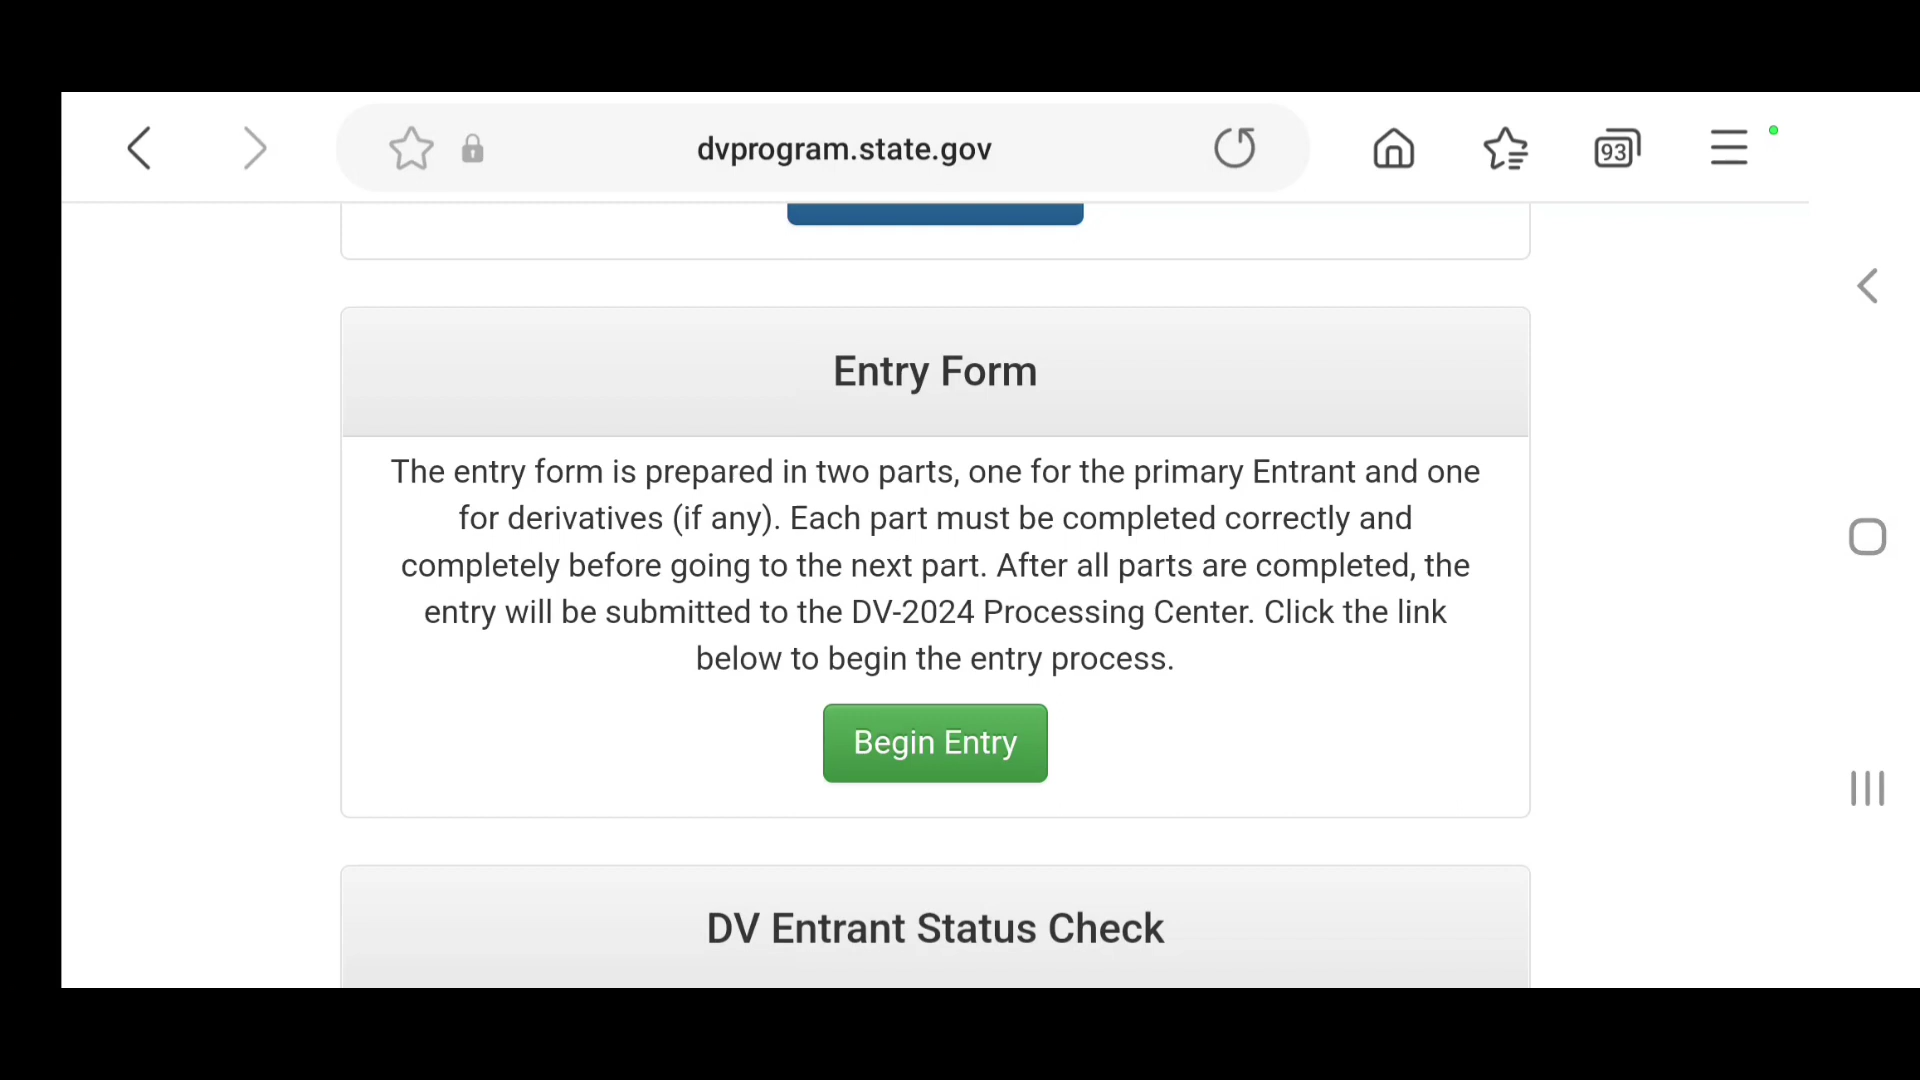 dvprogram.state.gov
93
Entry Form
The entry form is prepared in two parts, one for the primary Entrant and one
for derivatives (if any). Each part must be completed correctly and
completely before going to the next part. After all parts are completed, the
entry will be submitted to the DV-2024 Processing Center. Click the link
below to begin the entry process.
Begin Entry
DV Entrant Status Check